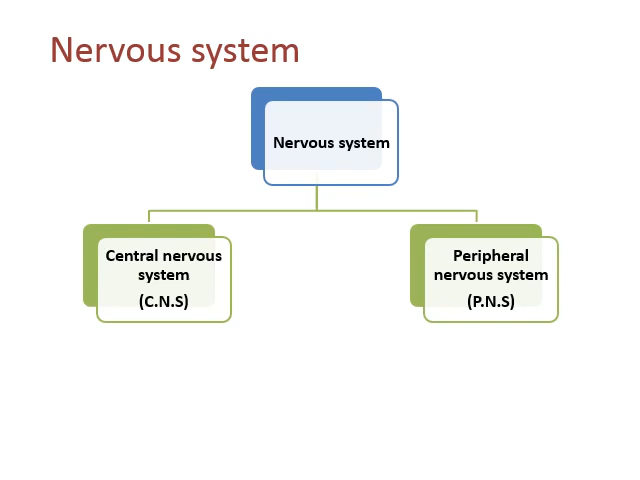 Nervous system
Nervous system
Central nervous
system
(C.N.S)
Peripheral
nervous system
(P.N.S)